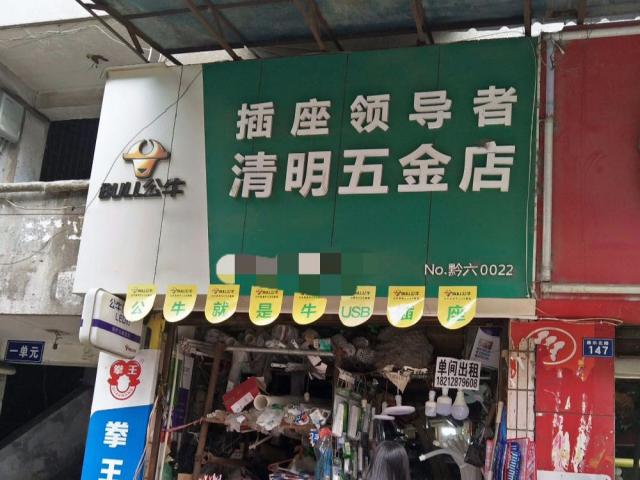 插座领导者
清明五金店
BULL公牛
No.黔六0022
公牛就是牛USB插座
单间出租
18212879608
一单元
147
拳王
拳王